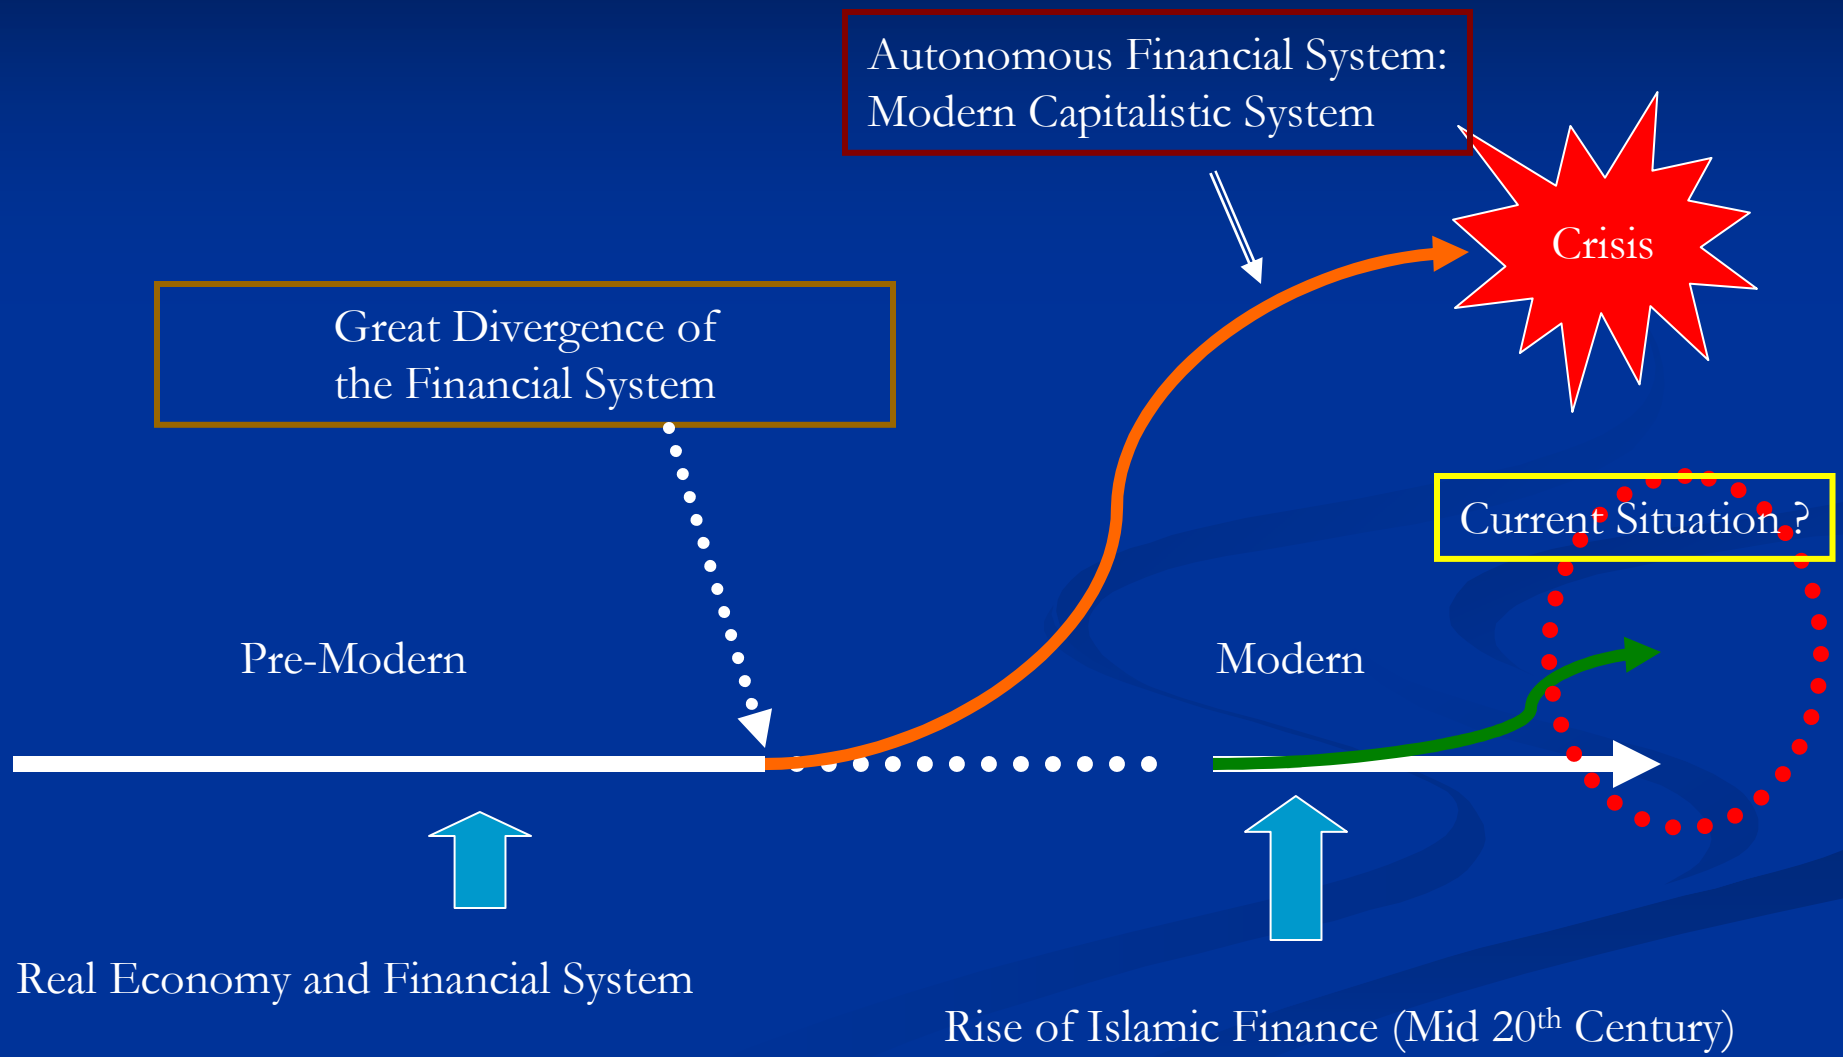 Autonomous Financial System:
Modern Capitalistic System
Crisis
Great Divergence of
the Financial System
Current Situation ?
Pre-Modern
Modern
Real Economy and Financial System
Rise of Islamic Finance (Mid 20th Century)